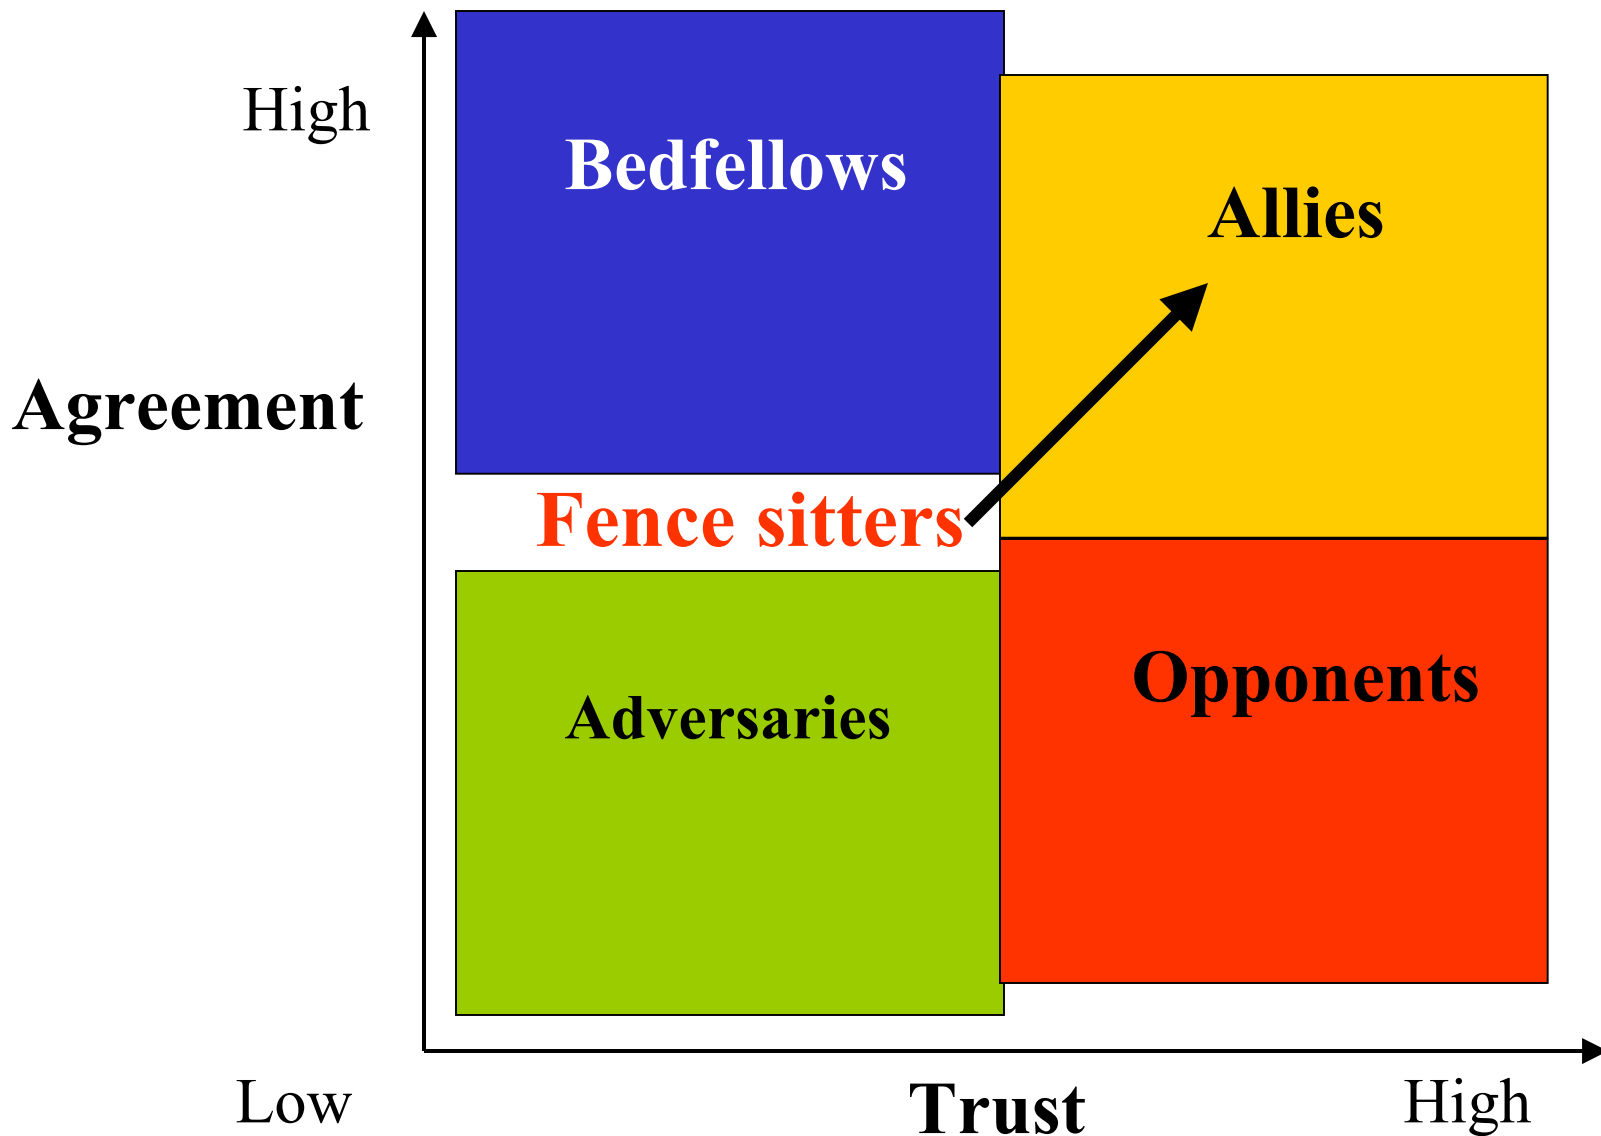 High
Bedfellows
Allies
Agreement
Fence sitters
Opponents
Adversaries
Low
Trust
High